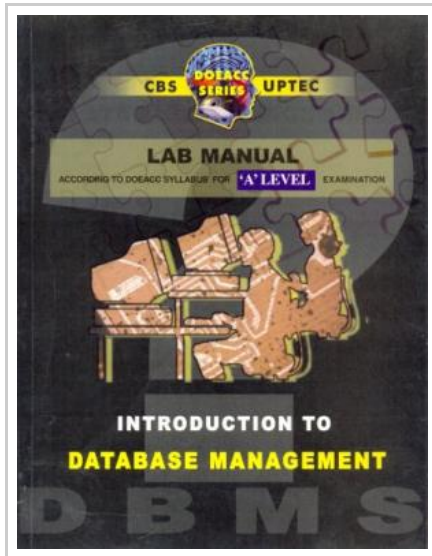 DOEACC
CBS SERIES UPTEC
LAB MANUAL
ACCORDING TO DOEACC SYLLABUS FOR 'A' LEVEL EXAMINATION
INTRODUCTION TO
DATABASE MANAGEMENT
DBMS